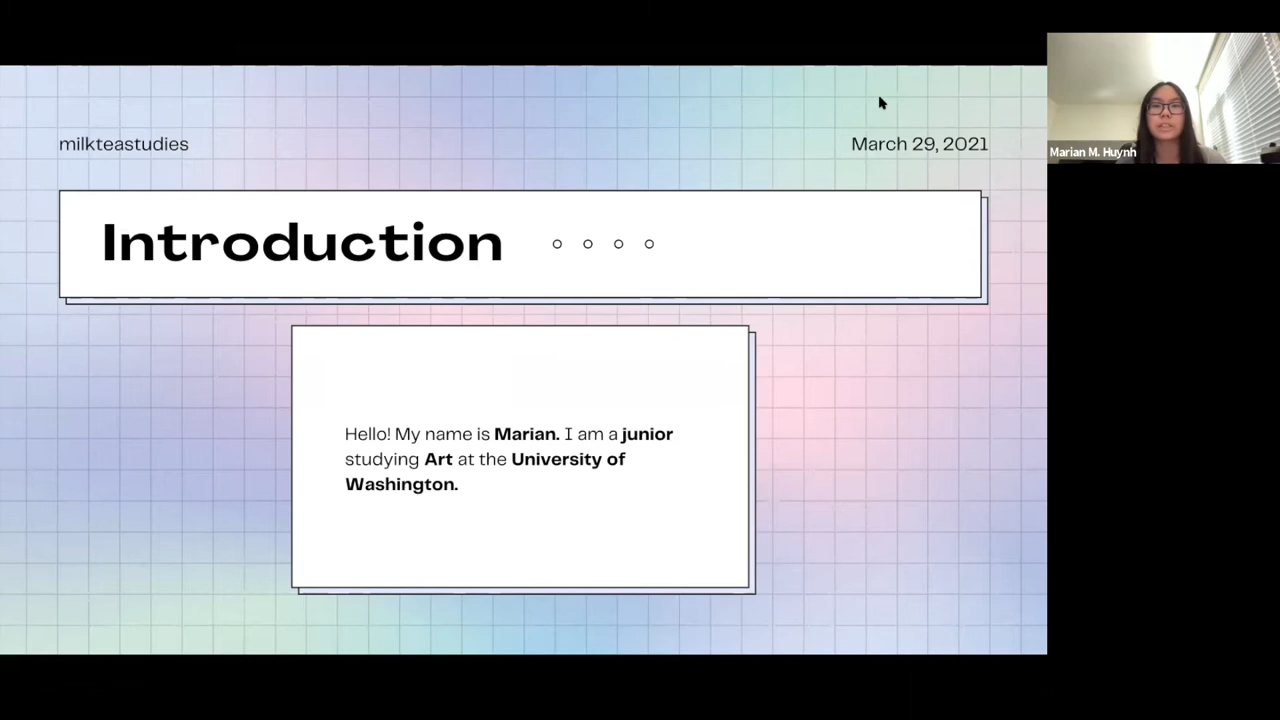 milkteastudies
March 29, 2021
Introduction
Hello! My name is Marian. I am a junior
studying Art at the University of
Washington.
Marian M. Huynh